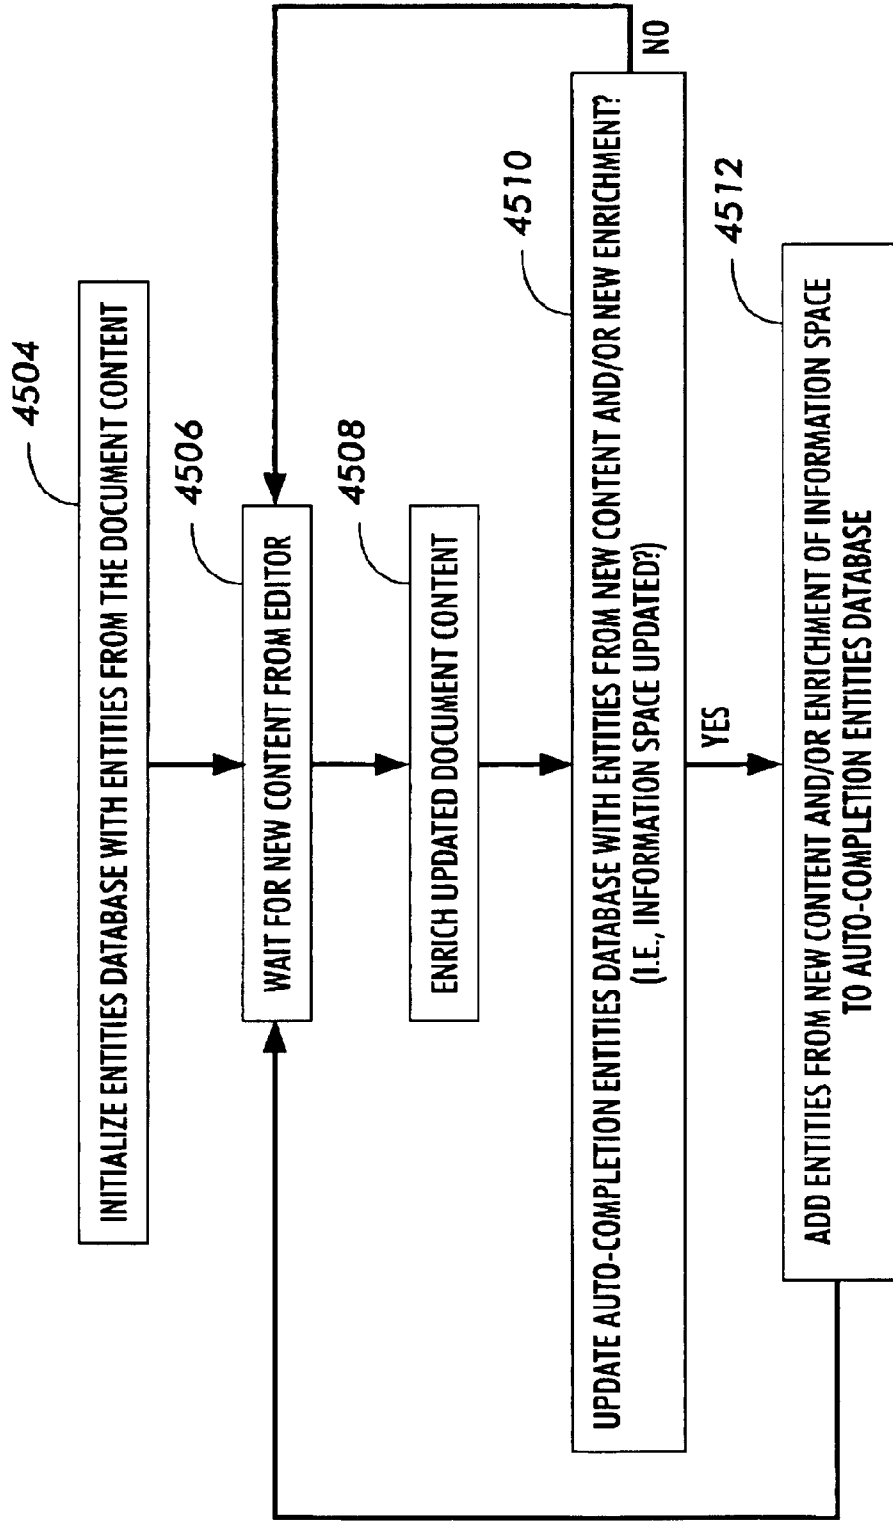 4504
INITIALIZE ENTITIES DATABASE WITH ENTITIES FROM THE DOCUMENT CONTENT
4506
WAIT FOR NEW CONTENT FROM EDITOR
4508
ENRICH UPDATED DOCUMENT CONTENT
4510
UPDATE AUTO-COMPLETION ENTITIES DATABASE WITH ENTITIES FROM NEW CONTENT AND/OR NEW ENRICHMENT?
(I.E., INFORMATION SPACE UPDATED?)
NO
YES
4512
ADD ENTITIES FROM NEW CONTENT AND/OR ENRICHMENT OF INFORMATION SPACE
TO AUTO-COMPLETION ENTITIES DATABASE